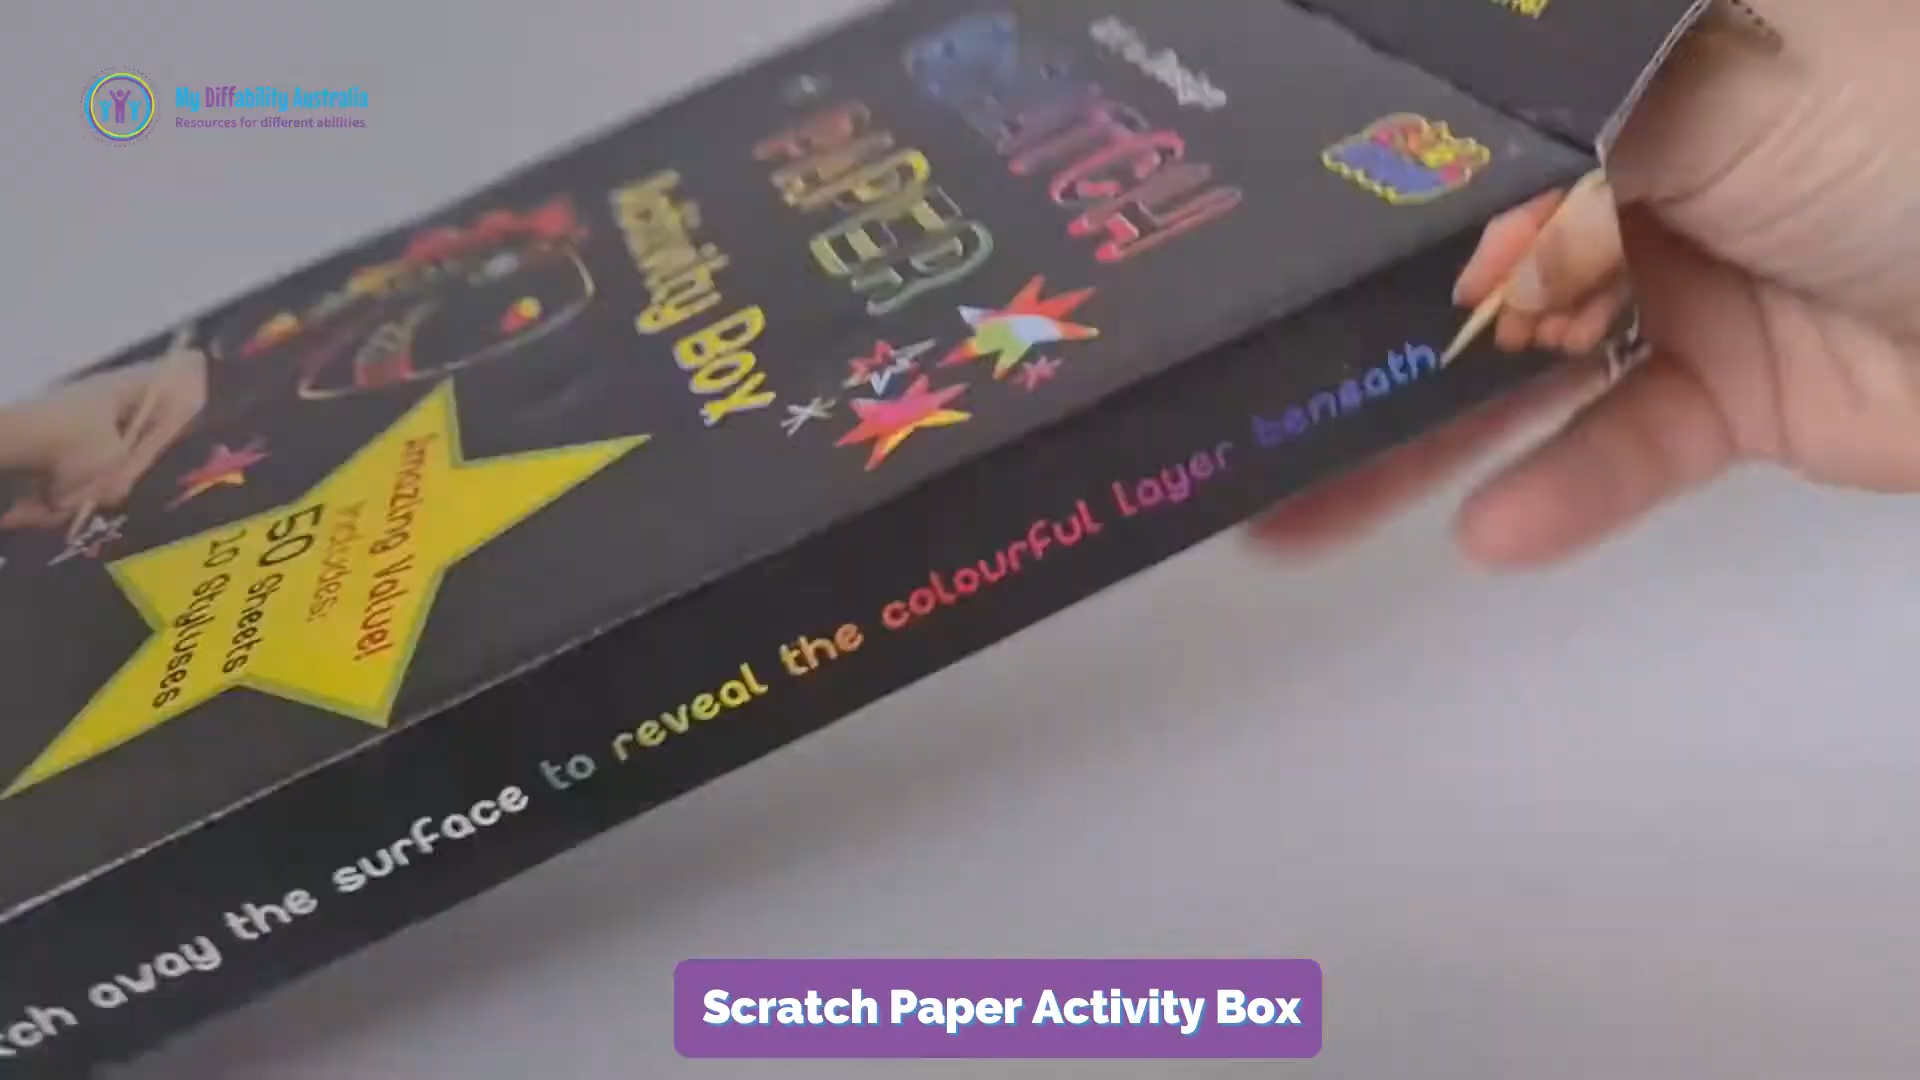 My Diffability Australia
Resources for different abilities
SCRATCH
PAPER
Activity BOX
Amazing Value!
includes:
50 sheets
10 styluses
tch away the surface to reveal the colourful layer beneath
Scratch Paper Activity Box